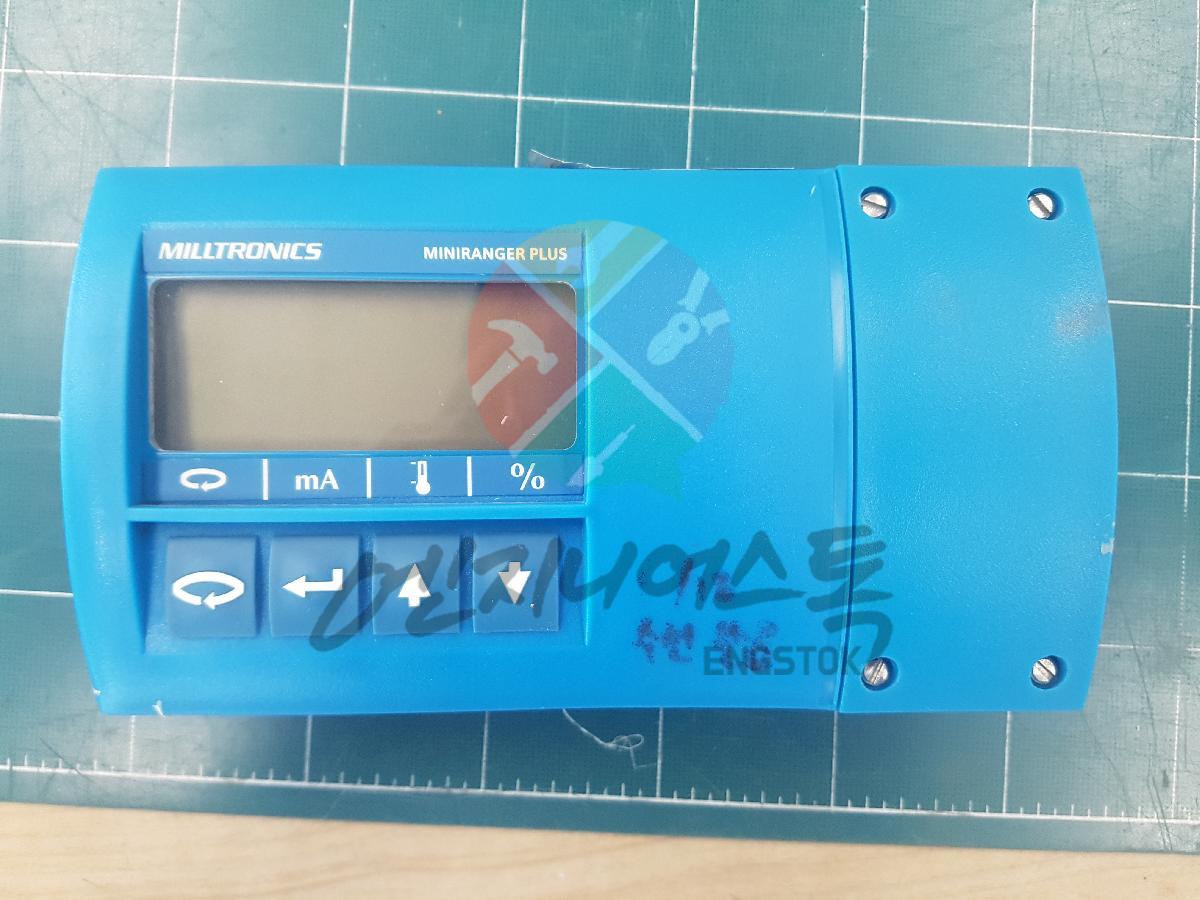 MILLTRONICS
MINIRANGER PLUS
mA
%
엔지니어스톡
ENGSTOK